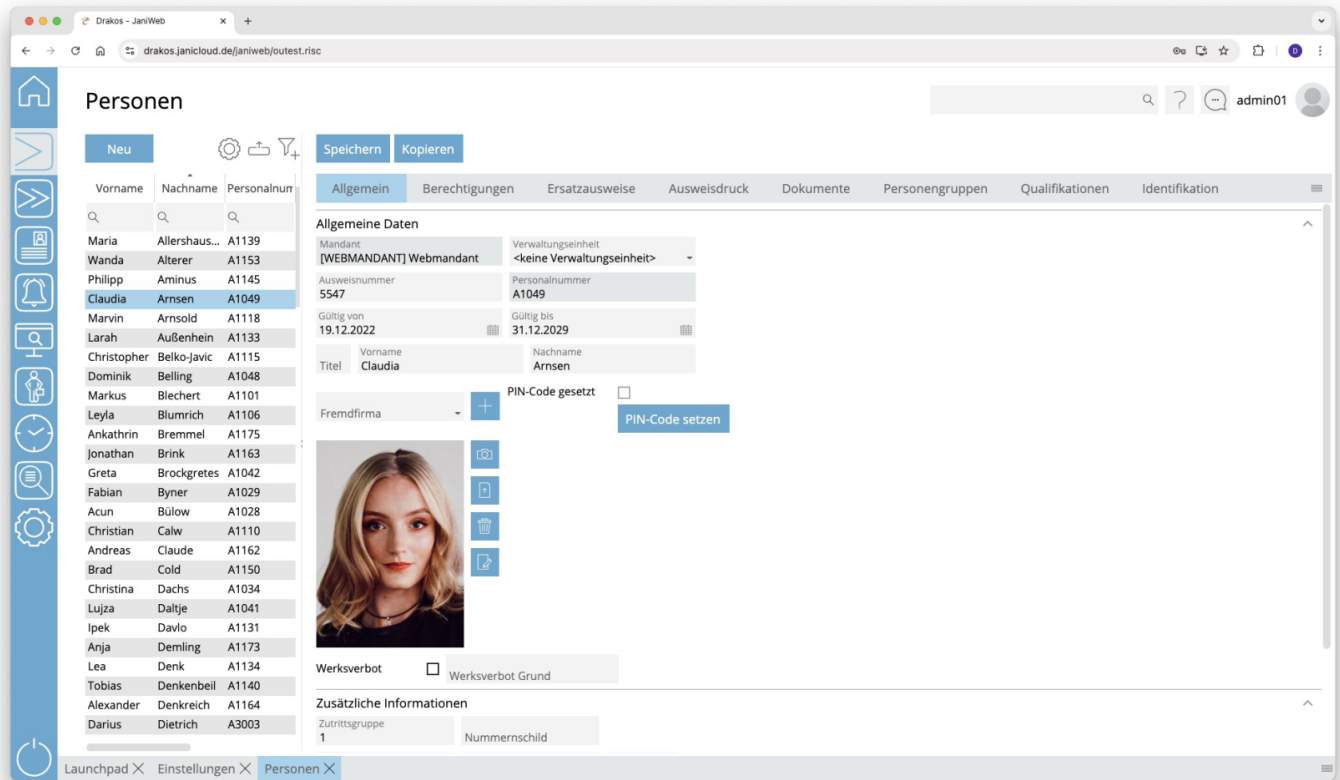 Drakos – JaniWeb
drakos.janicloud.de/janiweb/outest.risc
Personen
admin01
Neu
Speichern Kopieren
Vorname Nachname Personalnum
Allgemein Berechtigungen Ersatzausweise Ausweisdruck Dokumente Personengruppen Qualifikationen Identifikation
Maria Allershaus... A1139
Wanda Alterer A1153
Philipp Aminus A1145
Claudia Arnsen A1049
Marvin Arnsold A1118
Larah Außenhein A1133
Christopher Belko-Javic A1115
Dominik Belling A1048
Markus Blechert A1101
Leyla Blumrich A1106
Ankathrin Bremmel A1175
Jonathan Brink A1163
Greta Brockgretes A1042
Fabian Byner A1029
Acun Bülow A1028
Christian Calw A1110
Andreas Claude A1162
Brad Cold A1150
Christina Dachs A1034
Lujza Daltje A1041
Ipek Davlo A1131
Anja Demling A1173
Lea Denk A1134
Tobias Denkenbeil A1140
Alexander Denkreich A1164
Darius Dietrich A3003
Allgemeine Daten
Mandant Verwaltungseinheit
[WEBMANDANT] Webmandant <keine Verwaltungseinheit>
Ausweisnummer Personalnummer
5547 A1049
Gültig von Gültig bis
19.12.2022 31.12.2029
Vorname Nachname
Titel Claudia Arnsen
PIN-Code gesetzt
Fremdfirma
PIN-Code setzen
Werksverbot Werksverbot Grund
Zusätzliche Informationen
Zutrittsgruppe
1 Nummernschild
Launchpad Einstellungen Personen